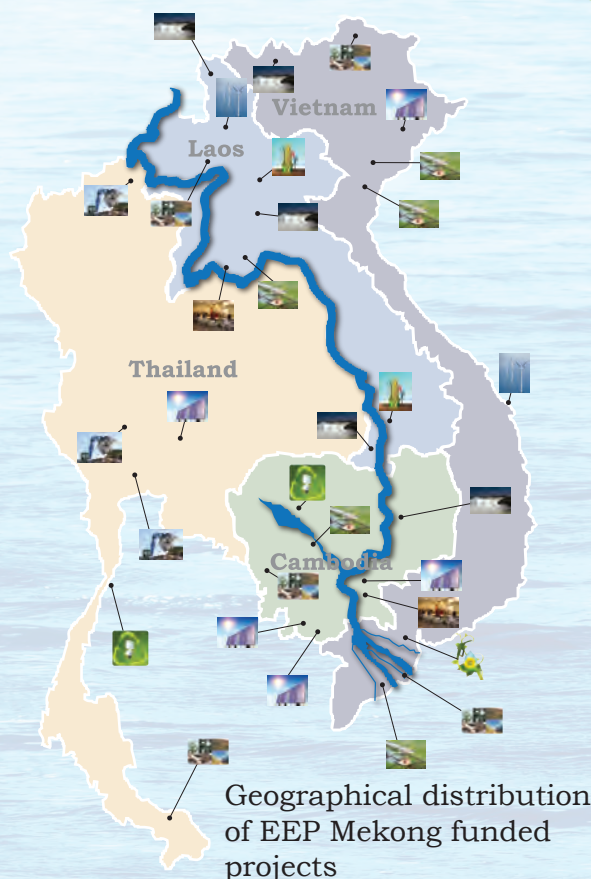 Vietnam
Laos
Thailand
Cambodia
Geographical distribution
of EEP Mekong funded
projects